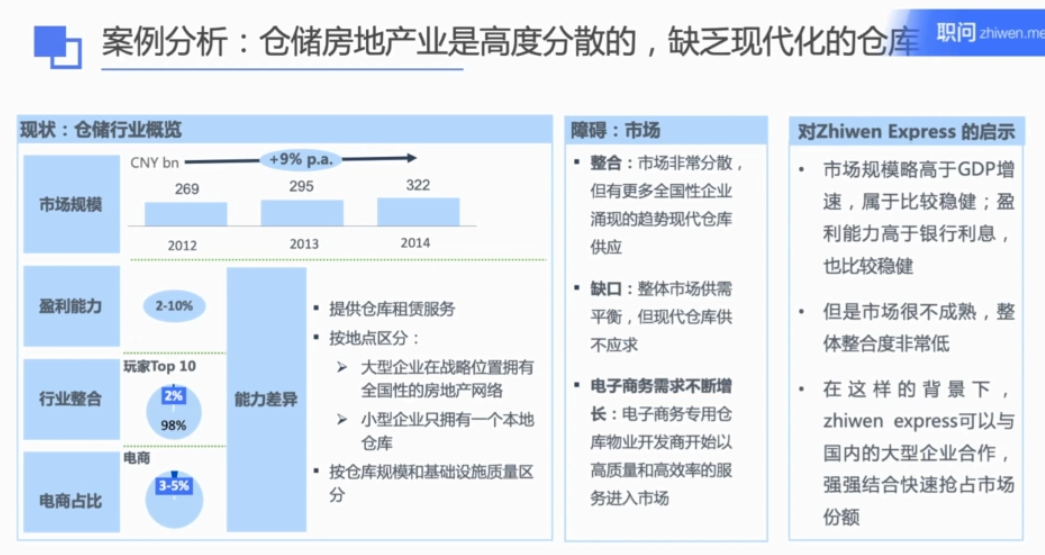 案例分析：仓储房地产业是高度分散的，缺乏现代化的仓库
职问 zhiwen.me
现状：仓储行业概览
市场规模
CNY bn
+9% p.a.
269
295
322
2012
2013
2014
盈利能力
2-10%
行业整合
玩家Top 10
2%
98%
电商占比
电商
3-5%
能力差异
▪ 提供仓库租赁服务
▪ 按地点区分：
➢ 大型企业在战略位置拥有
全国性的房地产网络
➢ 小型企业只拥有一个本地
仓库
▪ 按仓库规模和基础设施质量区
分
障碍：市场
▪ 整合：市场非常分散，
但有更多全国性企业
涌现的趋势现代仓库
供应
▪ 缺口：整体市场供需
平衡，但现代仓库供
不应求
▪ 电子商务需求不断增
长：电子商务专用仓
库物业开发商开始以
高质量和高效率的服
务进入市场
对Zhiwen Express 的启示
• 市场规模略高于GDP增
速，属于比较稳健；盈
利能力高于银行利息，
也比较稳健
• 但是市场很不成熟，整
体整合度非常低
• 在这样的背景下，
zhiwen express可以与
国内的大型企业合作，
强强结合快速抢占市场
份额